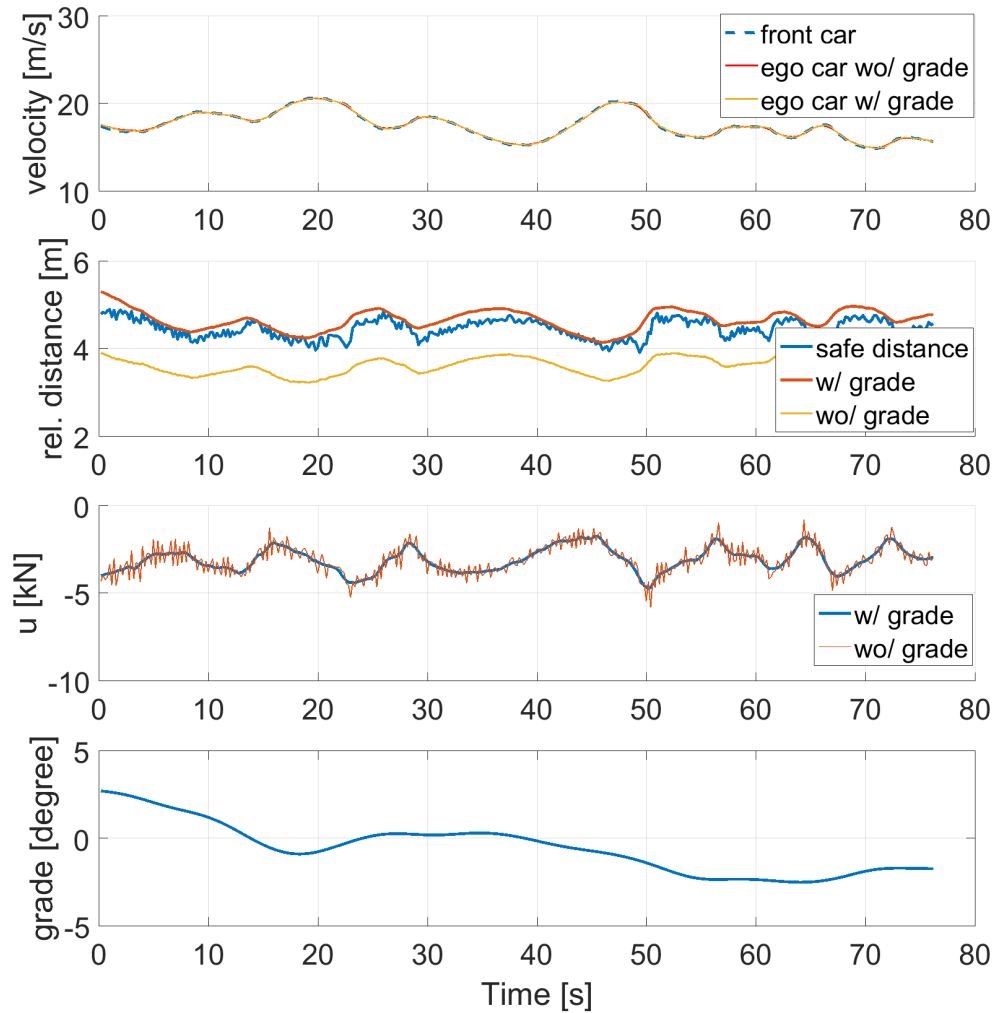 velocity [m/s]
30
20
10
front car
ego car wo/ grade
ego car w/ grade
0 10 20 30 40 50 60 70 80
rel. distance [m]
6
4
2
safe distance
w/ grade
wo/ grade
0 10 20 30 40 50 60 70 80
u [kN]
0
-5
-10
w/ grade
wo/ grade
0 10 20 30 40 50 60 70 80
grade [degree]
5
0
-5
0 10 20 30 40 50 60 70 80
Time [s]